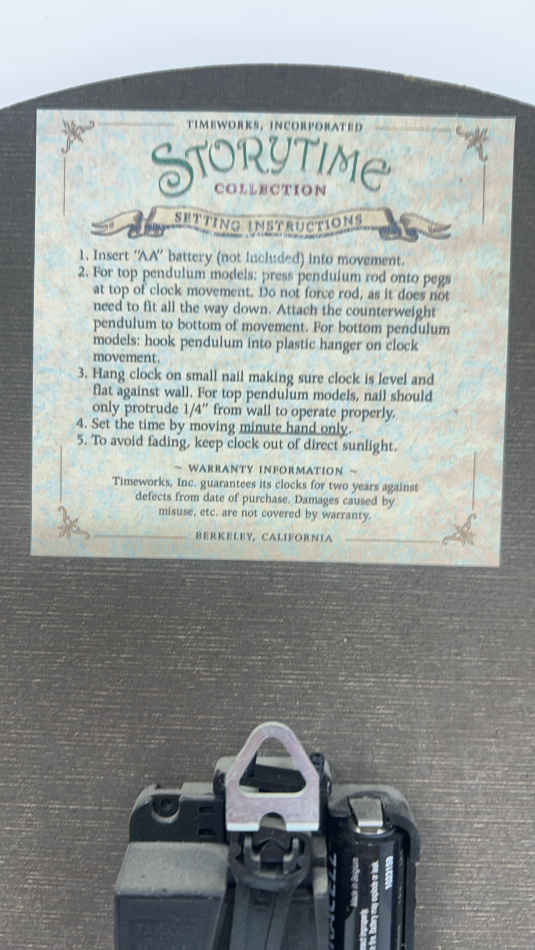 TIMEWORKS, INCORPORATED
STORYTIME
COLLECTION
SETTING INSTRUCTIONS
1. Insert "AA" battery (not included) into movement.
2. For top pendulum models: press pendulum rod onto pegs
at top of clock movement. Do not force rod, as it does not
need to fit all the way down. Attach the counterweight
pendulum to bottom of movement. For bottom pendulum
models: hook pendulum into plastic hanger on clock
movement.
3. Hang clock on small nail making sure clock is level and
flat against wall. For top pendulum models, nail should
only protrude 1/4" from wall to operate properly.
4. Set the time by moving minute hand only.
5. To avoid fading, keep clock out of direct sunlight.
~ WARRANTY INFORMATION ~
Timeworks, Inc. guarantees its clocks for two years against
defects from date of purchase. Damages caused by
misuse, etc. are not covered by warranty.
BERKELEY, CALIFORNIA